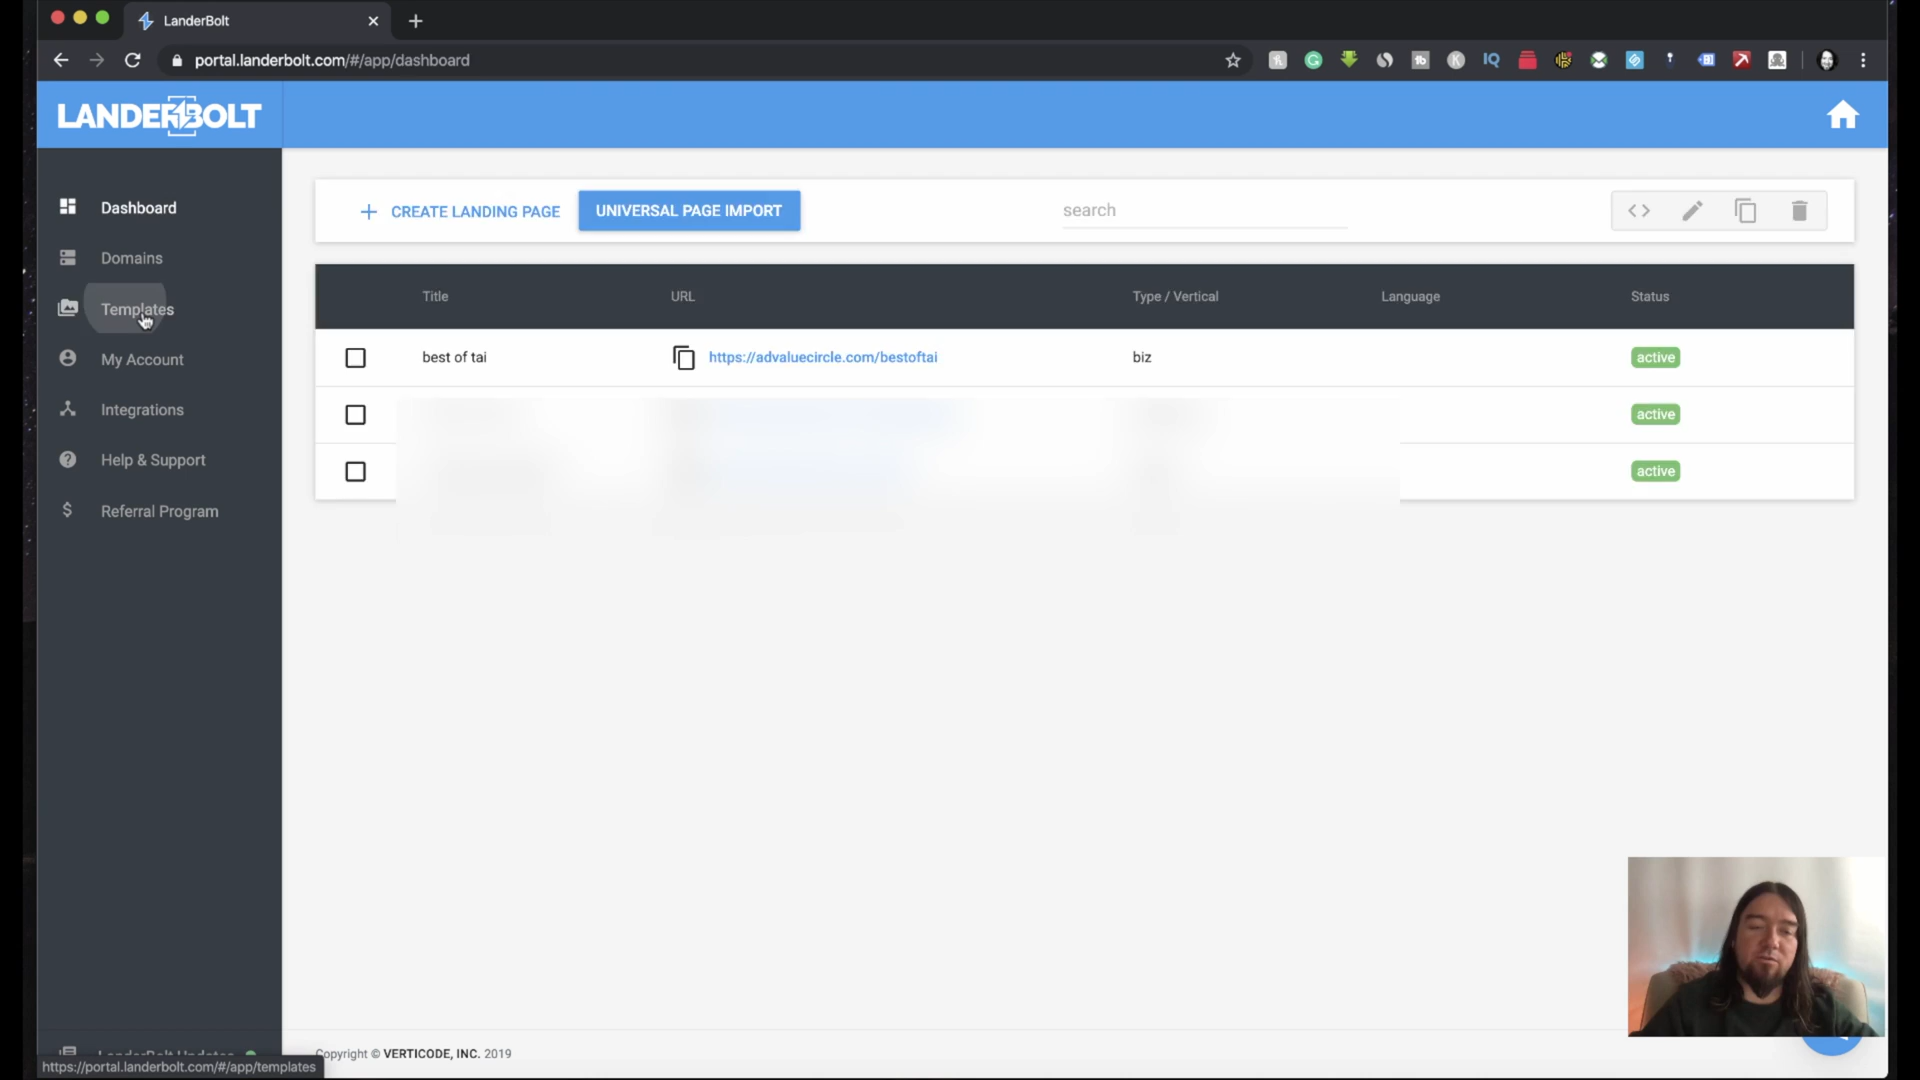 LanderBolt
portal.landerbolt.com/#/app/dashboard
LANDERBOLT
Dashboard
Domains
Templates
My Account
Integrations
Help & Support
Referral Program
CREATE LANDING PAGE
UNIVERSAL PAGE IMPORT
search
Title URL Type / Vertical Language Status
best of tai https://advaluecircle.com/bestoftai biz active
active
active
LanderBolt Updates
Copyright © VERTICODE, INC. 2019
https://portal.landerbolt.com/#/app/templates